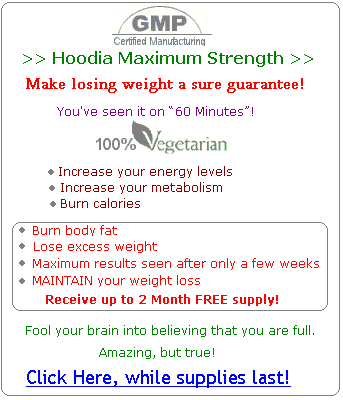 GMP
Certified Manufacturing
>> Hoodia Maximum Strength >>
Make losing weight a sure guarantee!
You've seen it on “60 Minutes”!
100% Vegetarian
Increase your energy levels
Increase your metabolism
Burn calories
Burn body fat
Lose excess weight
Maximum results seen after only a few weeks
MAINTAIN your weight loss
Receive up to 2 Month FREE supply!
Fool your brain into believing that you are full.
Amazing, but true!
Click Here, while supplies last!